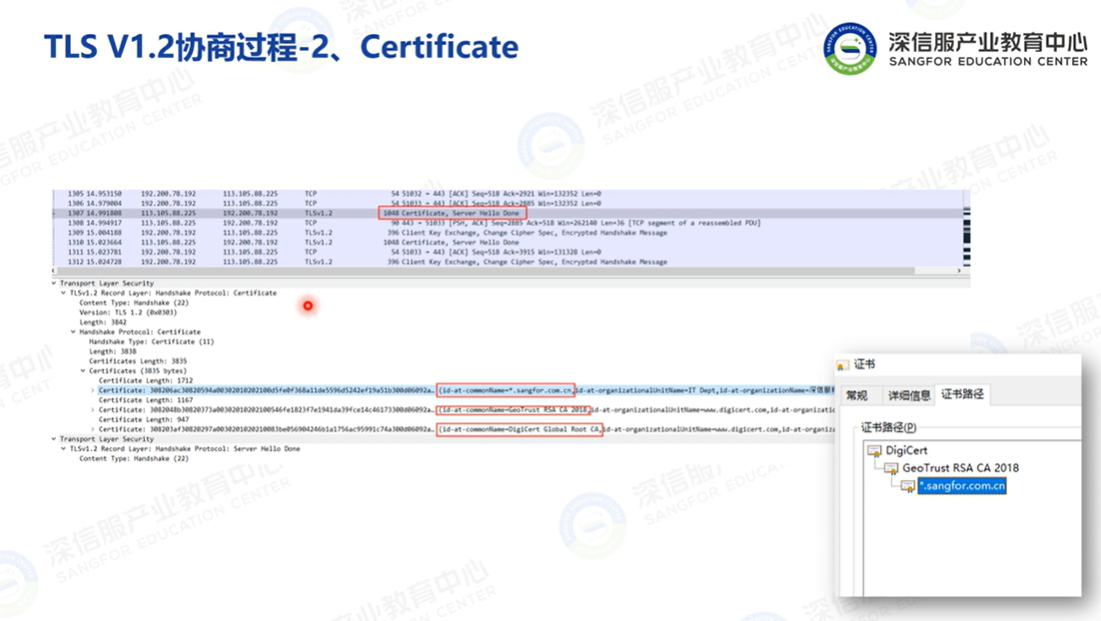 TLS V1.2协商过程-2、Certificate
深信服产业教育中心
SANGFOR EDUCATION CENTER
1305 14.953150 192.200.78.192 113.105.88.225 TCP 54 51032 → 443 [ACK] Seq=518 Ack=2921 Win=132352 Len=0
1306 14.979004 192.200.78.192 113.105.88.225 TCP 54 51033 → 443 [ACK] Seq=518 Ack=2885 Win=132352 Len=0
1307 14.991808 113.105.88.225 192.200.78.192 TLSv1.2 1048 Certificate, Server Hello Done
1308 14.994917 113.105.88.225 192.200.78.192 TCP 90 443 → 51033 [PSH, ACK] Seq=2885 Ack=518 Win=262140 Len=36 [TCP segment of a reassembled PDU]
1309 15.004188 192.200.78.192 113.105.88.225 TLSv1.2 396 Client Key Exchange, Change Cipher Spec, Encrypted Handshake Message
1310 15.023664 113.105.88.225 192.200.78.192 TLSv1.2 1048 Certificate, Server Hello Done
1311 15.023781 192.200.78.192 113.105.88.225 TCP 54 51033 → 443 [ACK] Seq=518 Ack=3915 Win=131328 Len=0
1312 15.024728 192.200.78.192 113.105.88.225 TLSv1.2 396 Client Key Exchange, Change Cipher Spec, Encrypted Handshake Message
Transport Layer Security
TLSv1.2 Record Layer: Handshake Protocol: Certificate
Content Type: Handshake (22)
Version: TLS 1.2 (0x0303)
Length: 3842
Handshake Protocol: Certificate
Handshake Type: Certificate (11)
Length: 3838
Certificates Length: 3835
Certificates (3835 bytes)
Certificate Length: 1712
Certificate: (id-at-commonName=*.sangfor.com.cn,id-at-organizationalUnitName=IT Dept,id-at-organizationName=深信服
Certificate Length: 1167
Certificate: (id-at-commonName=GeoTrust RSA CA 2018,id-at-organizationalUnitName=www.digicert.com,id-at-organizatio
Certificate Length: 947
Certificate: (id-at-commonName=DigiCert Global Root CA,id-at-organizationalUnitName=www.digicert.com,id-at-organiza
Transport Layer Security
TLSv1.2 Record Layer: Handshake Protocol: Server Hello Done
Content Type: Handshake (22)
证书
常规 详细信息 证书路径
证书路径(P)
DigiCert
GeoTrust RSA CA 2018
*.sangfor.com.cn